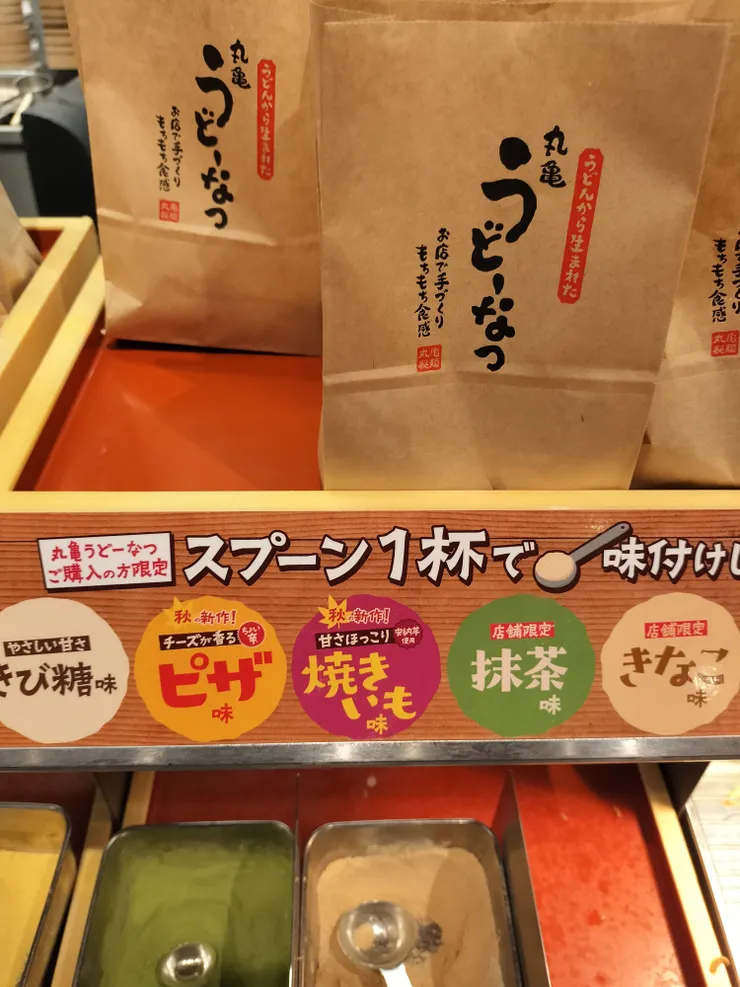 丸亀
うどーなつ
うどんから生まれた
お店で手づくり
もちもち食感
丸亀
うどーなつ
うどんから生まれた
お店で手づくり
もちもち食感
丸亀製麺
丸亀うどーなつ
ご購入の方限定
スプーン1杯で
味付け
やさしい甘さ
きび糖味
秋の新作!
チーズが香る
ちょい辛
ピザ
味
秋の新作!
甘さほっこり
安納芋使用
焼き
いも
味
店舗限定
抹茶
味
店舗限定
きなこ
味